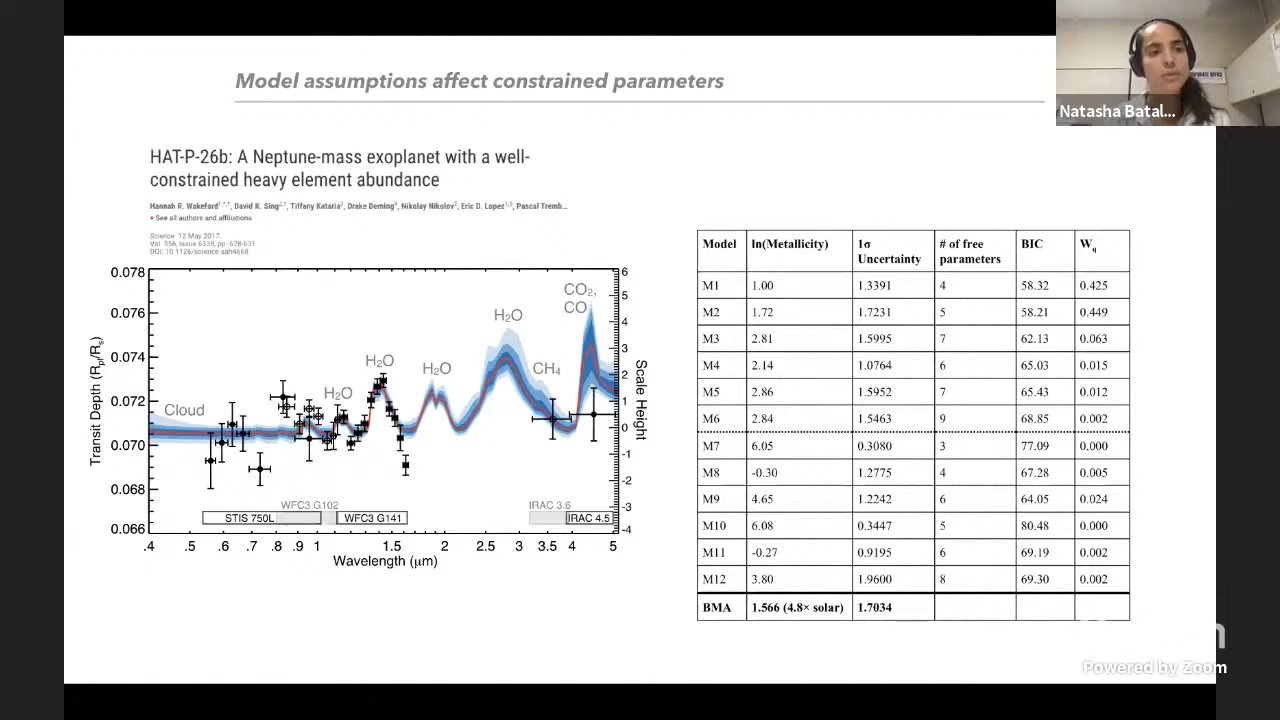 Model assumptions affect constrained parameters
Natasha Batal...
HAT-P-26b: A Neptune-mass exoplanet with a well-
constrained heavy element abundance
Hannah R. Wakeford1,*,†, David K. Sing2,†, Tiffany Kataria3, Drake Deming4, Nikolay Nikolov2, Eric D. Lopez1,5, Pascal Tremb...
+ See all authors and affiliations
Science 12 May 2017:
Vol. 356, Issue 6338, pp. 628-631
DOI: 10.1126/science.aah4668
0.078
0.076
0.074
0.072
0.070
0.068
0.066
Transit Depth (Rpl/Rs)
6
5
4
3
2
1
0
-1
-2
-3
-4
Scale Height
Cloud
H2O
H2O
H2O
H2O
CH4
CO2,
CO
WFC3 G102
STIS 750L
WFC3 G141
IRAC 3.6
IRAC 4.5
.4 .5 .6 .7 .8 .9 1 1.5 2 2.5 3 3.5 4 5
Wavelength (μm)
Model ln(Metallicity) 1σ Uncertainty # of free parameters BIC Wq
M1 1.00 1.3391 4 58.32 0.425
M2 1.72 1.7231 5 58.21 0.449
M3 2.81 1.5995 7 62.13 0.063
M4 2.14 1.0764 6 65.03 0.015
M5 2.86 1.5952 7 65.43 0.012
M6 2.84 1.5463 9 68.85 0.002
M7 6.05 0.3080 3 77.09 0.000
M8 -0.30 1.2775 4 67.28 0.005
M9 4.65 1.2242 6 64.05 0.024
M10 6.08 0.3447 5 80.48 0.000
M11 -0.27 0.9195 6 69.19 0.002
M12 3.80 1.9600 8 69.30 0.002
BMA 1.566 (4.8× solar) 1.7034
Powered by Zoom